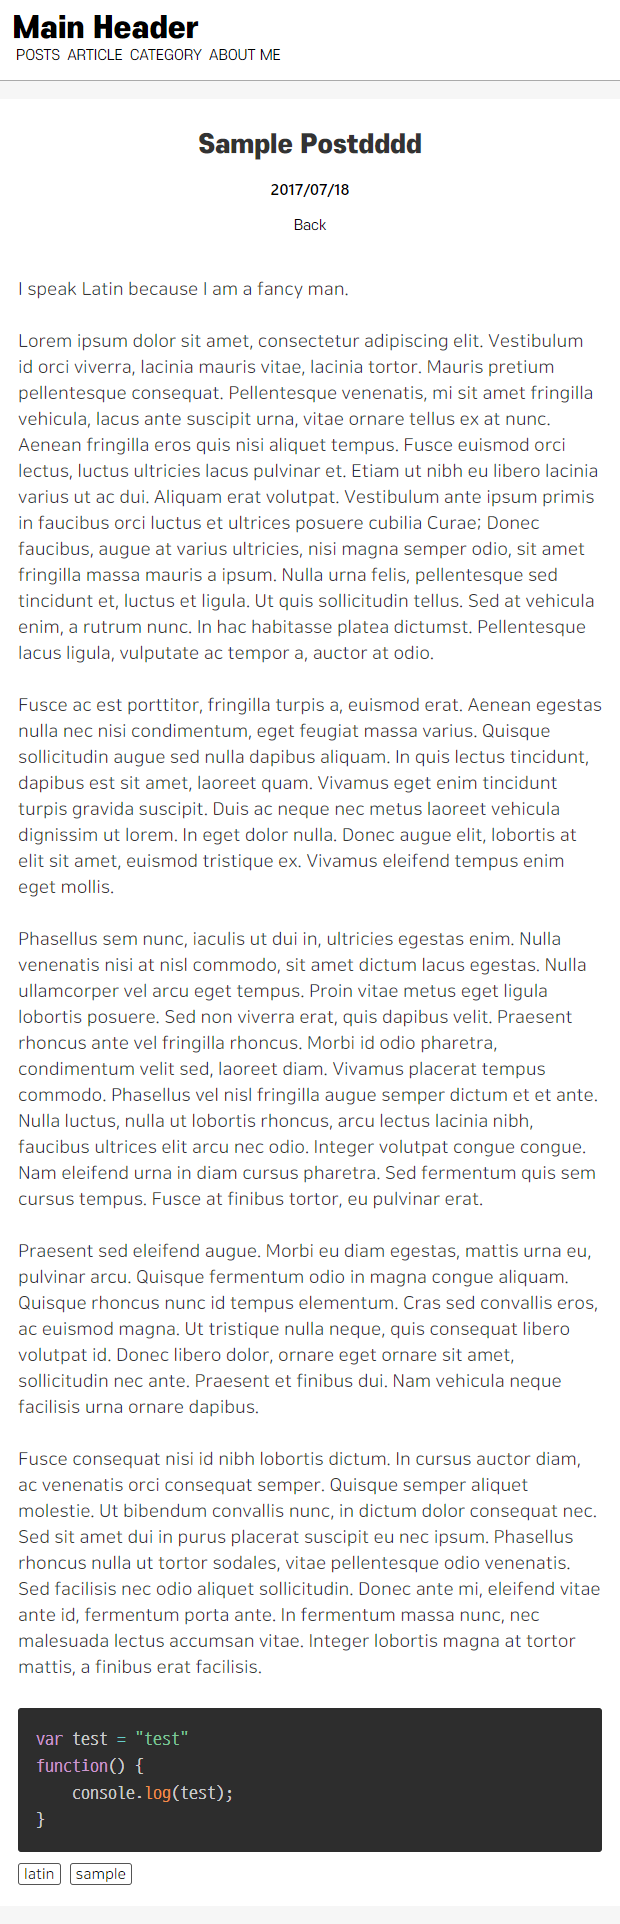 Main Header
POSTS ARTICLE CATEGORY ABOUT ME
Sample Postdddd
2017/07/18
Back
I speak Latin because I am a fancy man.
Lorem ipsum dolor sit amet, consectetur adipiscing elit. Vestibulum
id orci viverra, lacinia mauris vitae, lacinia tortor. Mauris pretium
pellentesque consequat. Pellentesque venenatis, mi sit amet fringilla
vehicula, lacus ante suscipit urna, vitae ornare tellus ex at nunc.
Aenean fringilla eros quis nisi aliquet tempus. Fusce euismod orci
lectus, luctus ultricies lacus pulvinar et. Etiam ut nibh eu libero lacinia
varius ut ac dui. Aliquam erat volutpat. Vestibulum ante ipsum primis
in faucibus orci luctus et ultrices posuere cubilia Curae; Donec
faucibus, augue at varius ultricies, nisi magna semper odio, sit amet
fringilla massa mauris a ipsum. Nulla urna felis, pellentesque sed
tincidunt et, luctus et ligula. Ut quis sollicitudin tellus. Sed at vehicula
enim, a rutrum nunc. In hac habitasse platea dictumst. Pellentesque
lacus ligula, vulputate ac tempor a, auctor at odio.
Fusce ac est porttitor, fringilla turpis a, euismod erat. Aenean egestas
nulla nec nisi condimentum, eget feugiat massa varius. Quisque
sollicitudin augue sed nulla dapibus aliquam. In quis lectus tincidunt,
dapibus est sit amet, laoreet quam. Vivamus eget enim tincidunt
turpis gravida suscipit. Duis ac neque nec metus laoreet vehicula
dignissim ut lorem. In eget dolor nulla. Donec augue elit, lobortis at
elit sit amet, euismod tristique ex. Vivamus eleifend tempus enim
eget mollis.
Phasellus sem nunc, iaculis ut dui in, ultricies egestas enim. Nulla
venenatis nisi at nisl commodo, sit amet dictum lacus egestas. Nulla
ullamcorper vel arcu eget tempus. Proin vitae metus eget ligula
lobortis posuere. Sed non viverra erat, quis dapibus velit. Praesent
rhoncus ante vel fringilla rhoncus. Morbi id odio pharetra,
condimentum velit sed, laoreet diam. Vivamus placerat tempus
commodo. Phasellus vel nisl fringilla augue semper dictum et et ante.
Nulla luctus, nulla ut lobortis rhoncus, arcu lectus lacinia nibh,
faucibus ultrices elit arcu nec odio. Integer volutpat congue congue.
Nam eleifend urna in diam cursus pharetra. Sed fermentum quis sem
cursus tempus. Fusce at finibus tortor, eu pulvinar erat.
Praesent sed eleifend augue. Morbi eu diam egestas, mattis urna eu,
pulvinar arcu. Quisque fermentum odio in magna congue aliquam.
Quisque rhoncus nunc id tempus elementum. Cras sed convallis eros,
ac euismod magna. Ut tristique nulla neque, quis consequat libero
volutpat id. Donec libero dolor, ornare eget ornare sit amet,
sollicitudin nec ante. Praesent et finibus dui. Nam vehicula neque
facilisis urna ornare dapibus.
Fusce consequat nisi id nibh lobortis dictum. In cursus auctor diam,
ac venenatis orci consequat semper. Quisque semper aliquet
molestie. Ut bibendum convallis nunc, in dictum dolor consequat nec.
Sed sit amet dui in purus placerat suscipit eu nec ipsum. Phasellus
rhoncus nulla ut tortor sodales, vitae pellentesque odio venenatis.
Sed facilisis nec odio aliquet sollicitudin. Donec ante mi, eleifend vitae
ante id, fermentum porta ante. In fermentum massa nunc, nec
malesuada lectus accumsan vitae. Integer lobortis magna at tortor
mattis, a finibus erat facilisis.
var test = "test"
function() {
    console.log(test);
}
latin sample